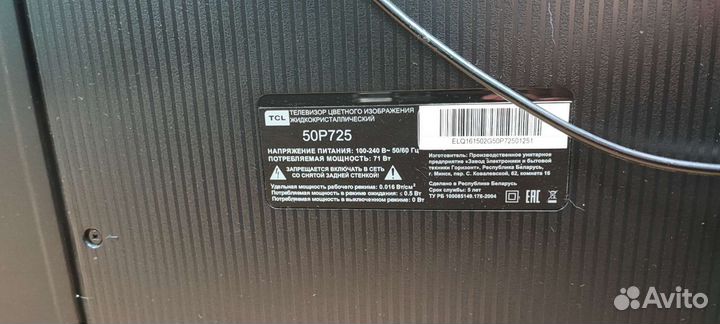 TCL
ТЕЛЕВИЗОР ЦВЕТНОГО ИЗОБРАЖЕНИЯ
ЖИДКОКРИСТАЛЛИЧЕСКИЙ
50P725
НАПРЯЖЕНИЕ ПИТАНИЯ: 100-240 В~ 50/60 Гц
ПОТРЕБЛЯЕМАЯ МОЩНОСТЬ: 71 Вт
ЗАПРЕЩАЕТСЯ ВКЛЮЧАТЬ В СЕТЬ
СО СНЯТОЙ ЗАДНЕЙ СТЕНКОЙ!
Удельная мощность рабочего режима: 0.016 Вт/см²
Потребляемая мощность в режиме ожидания: ≤ 0.5 Вт
Потребляемая мощность в выключенном режиме: 0 Вт
ELQ161502G50P72501251
Изготовитель: Производственное унитарное
предприятие «Завод Электроники и бытовой
техники Горизонт», Республика Беларусь,
г. Минск, пер. С. Ковалевской, 62, комната 16
Сделано в Республике Беларусь
Срок службы: 5 лет
ТУ РБ 100085149.176-2004
EAC
Avito